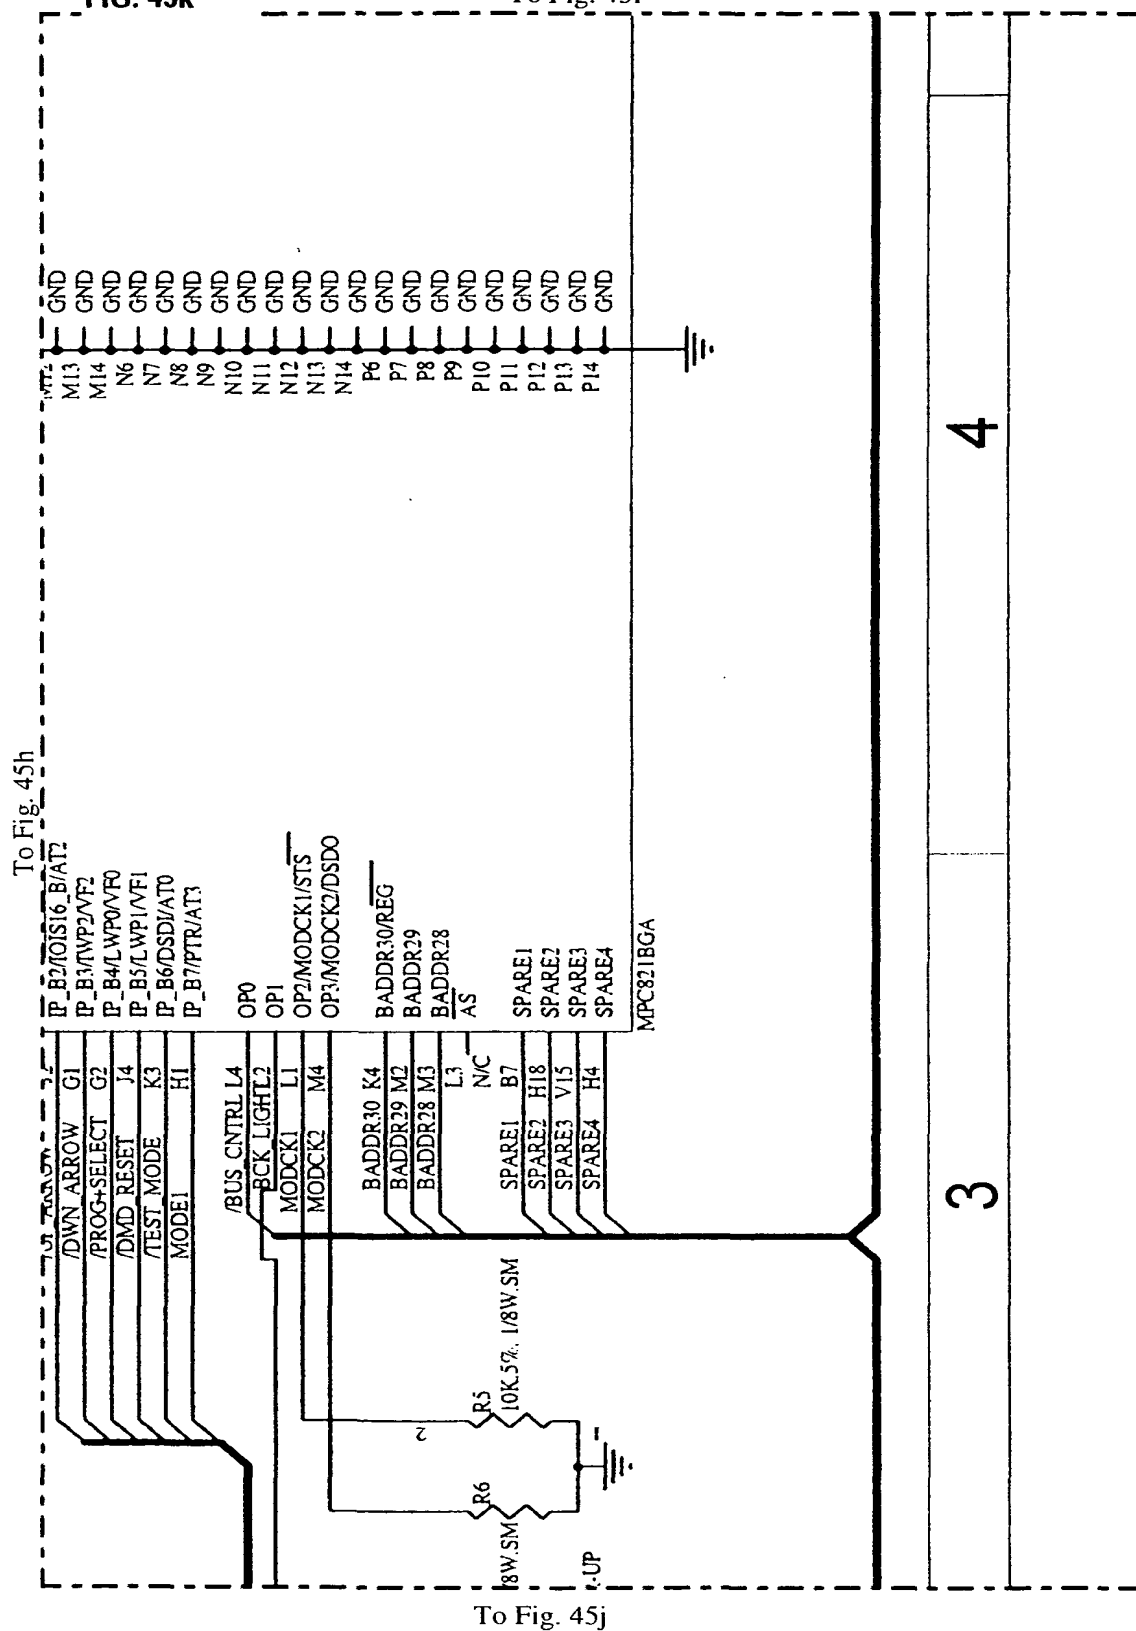 FIG. 45k
To Fig. 45h
M13 GND
M14 GND
N6 GND
N7 GND
N8 GND
N9 GND
N10 GND
N11 GND
N12 GND
N13 GND
N14 GND
P6 GND
P7 GND
P8 GND
P9 GND
P10 GND
P11 GND
P12 GND
P13 GND
P14 GND
4
IP_B2/IOIS16_B/AT2
/DWN_ARROW G1 IP_B3/IWP2/VF2
/PROG+SELECT G2 IP_B4/LWP0/VF0
/DMD_RESET J4 IP_B5/LWP1/VF1
/TEST_MODE K3 IP_B6/DSDI/AT0
MODE1 H1 IP_B7/PTR/AT3
/BUS_CNTRL L4 OP0
BCK_LIGHT L2 OP1
MODCK1 L1 OP2/MODCK1/STS
MODCK2 M4 OP3/MODCK2/DSDO
BADDR30 K4 BADDR30/REG
BADDR29 M2 BADDR29
BADDR28 M3 BADDR28
L3 AS
N/C
SPARE1 B7 SPARE1
SPARE2 H18 SPARE2
SPARE3 V15 SPARE3
SPARE4 H4 SPARE4
MPC821BGA
3
2
R5
10K.5%. 1/8W.SM
1
R6
/8W.SM
-UP
To Fig. 45j